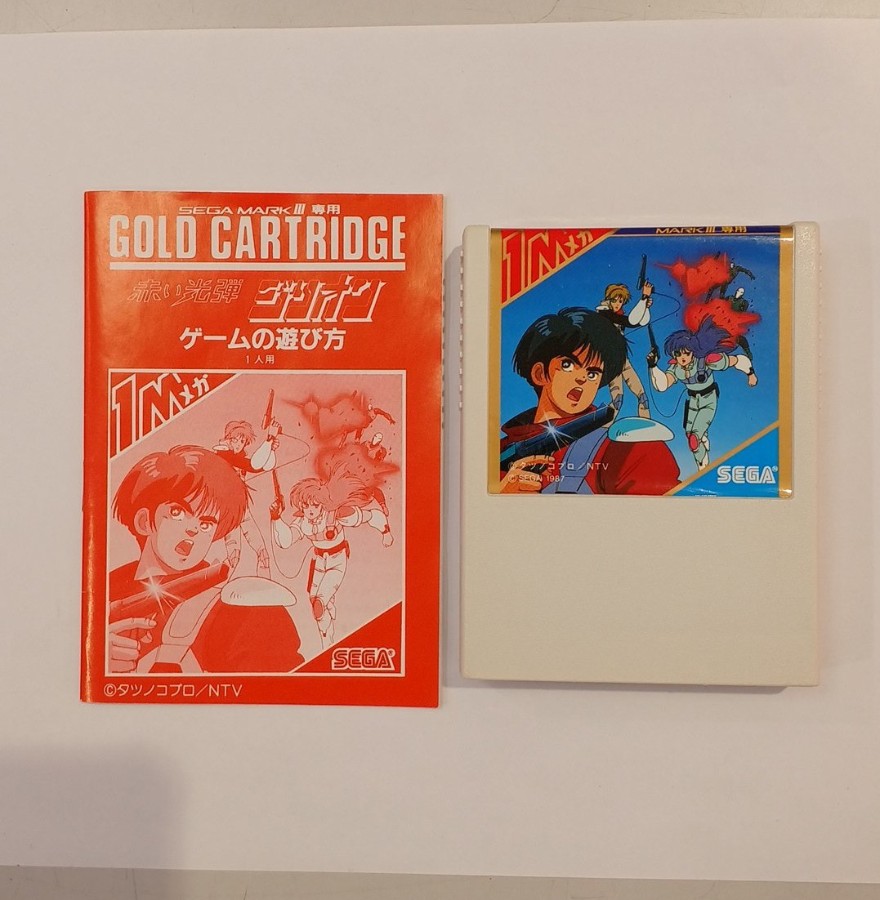 SEGA MARK III 専用
GOLD CARTRIDGE
赤い光弾 ジリオン
ゲームの遊び方
1人用
1Mメガ
SEGA®
©タツノコプロ/NTV
MARK III 専用
1Mメガ
©タツノコプロ/NTV
© SEGA 1987
SEGA®